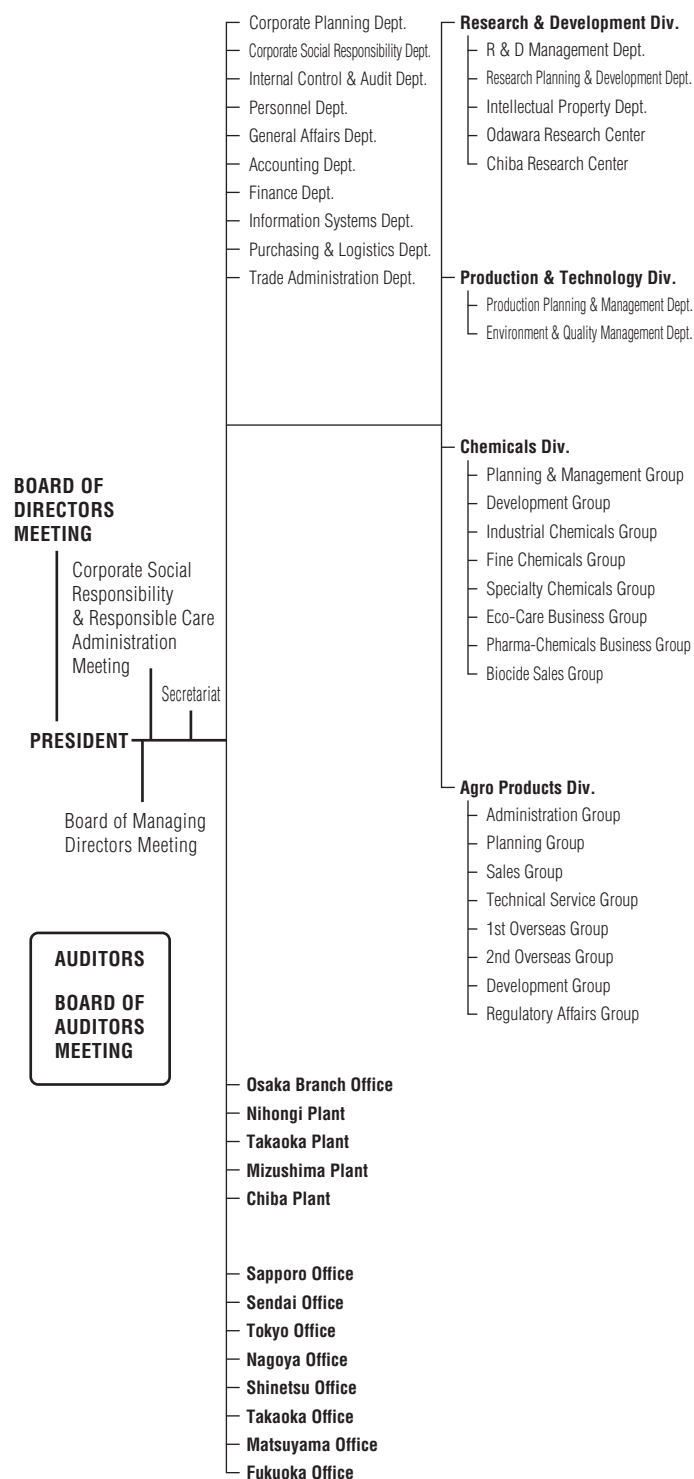 Corporate Planning Dept.
Corporate Social Responsibility Dept.
Internal Control & Audit Dept.
Personnel Dept.
General Affairs Dept.
Accounting Dept.
Finance Dept.
Information Systems Dept.
Purchasing & Logistics Dept.
Trade Administration Dept.
Research & Development Div.
R & D Management Dept.
Research Planning & Development Dept.
Intellectual Property Dept.
Odawara Research Center
Chiba Research Center
Production & Technology Div.
Production Planning & Management Dept.
Environment & Quality Management Dept.
Chemicals Div.
Planning & Management Group
Development Group
Industrial Chemicals Group
Fine Chemicals Group
Specialty Chemicals Group
Eco-Care Business Group
Pharma-Chemicals Business Group
Biocide Sales Group
Agro Products Div.
Administration Group
Planning Group
Sales Group
Technical Service Group
1st Overseas Group
2nd Overseas Group
Development Group
Regulatory Affairs Group
BOARD OF
DIRECTORS
MEETING
Corporate Social
Responsibility
& Responsible Care
Administration
Meeting
Secretariat
PRESIDENT
Board of Managing
Directors Meeting
AUDITORS
BOARD OF
AUDITORS
MEETING
Osaka Branch Office
Nihongi Plant
Takaoka Plant
Mizushima Plant
Chiba Plant
Sapporo Office
Sendai Office
Tokyo Office
Nagoya Office
Shinetsu Office
Takaoka Office
Matsuyama Office
Fukuoka Office